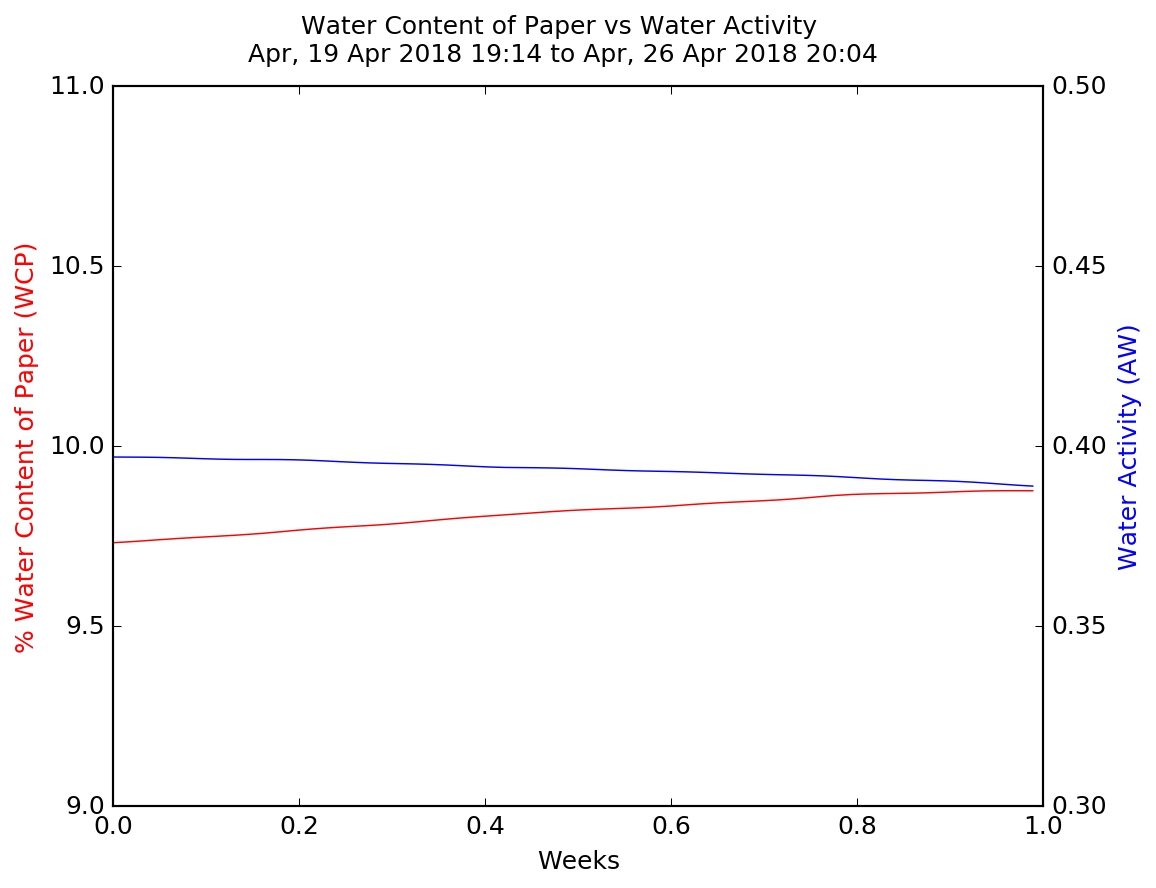 Water Content of Paper vs Water Activity
Apr, 19 Apr 2018 19:14 to Apr, 26 Apr 2018 20:04
% Water Content of Paper (WCP)
11.0
10.5
10.0
9.5
9.0
0.50
0.45
0.40
0.35
0.30
Water Activity (AW)
0.0 0.2 0.4 0.6 0.8 1.0
Weeks